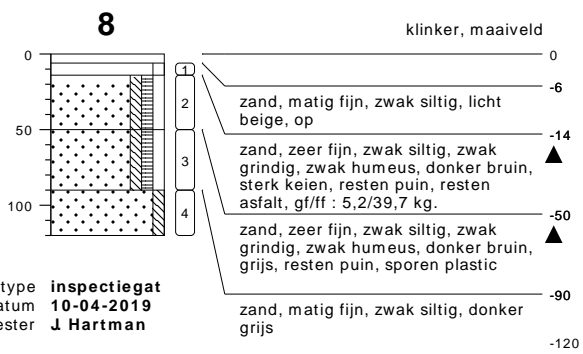 8
klinker, maaiveld
0
0
1
-6
2
zand, matig fijn, zwak siltig, licht
beige, op
-14
50
3
zand, zeer fijn, zwak siltig, zwak
grindig, zwak humeus, donker bruin,
sterk keien, resten puin, resten
asfalt, gf/ff : 5,2/39,7 kg.
-50
100
4
zand, zeer fijn, zwak siltig, zwak
grindig, zwak humeus, donker bruin,
grijs, resten puin, sporen plastic
-90
type inspectiegat
atum 10-04-2019
ester J Hartman
zand, matig fijn, zwak siltig, donker
grijs
-120